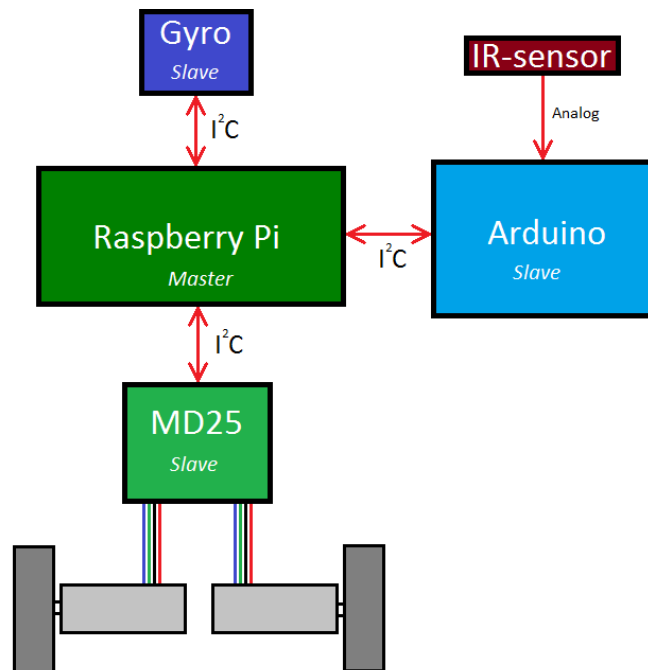 Gyro
Slave
IR-sensor
I²C
Analog
Raspberry Pi
Master
I²C
Arduino
Slave
I²C
MD25
Slave